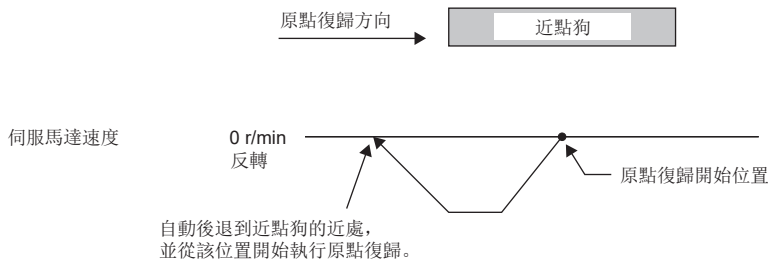 原點復歸方向
近點狗
伺服馬達速度
0 r/min
反轉
原點復歸開始位置
自動後退到近點狗的近處，
並從該位置開始執行原點復歸。